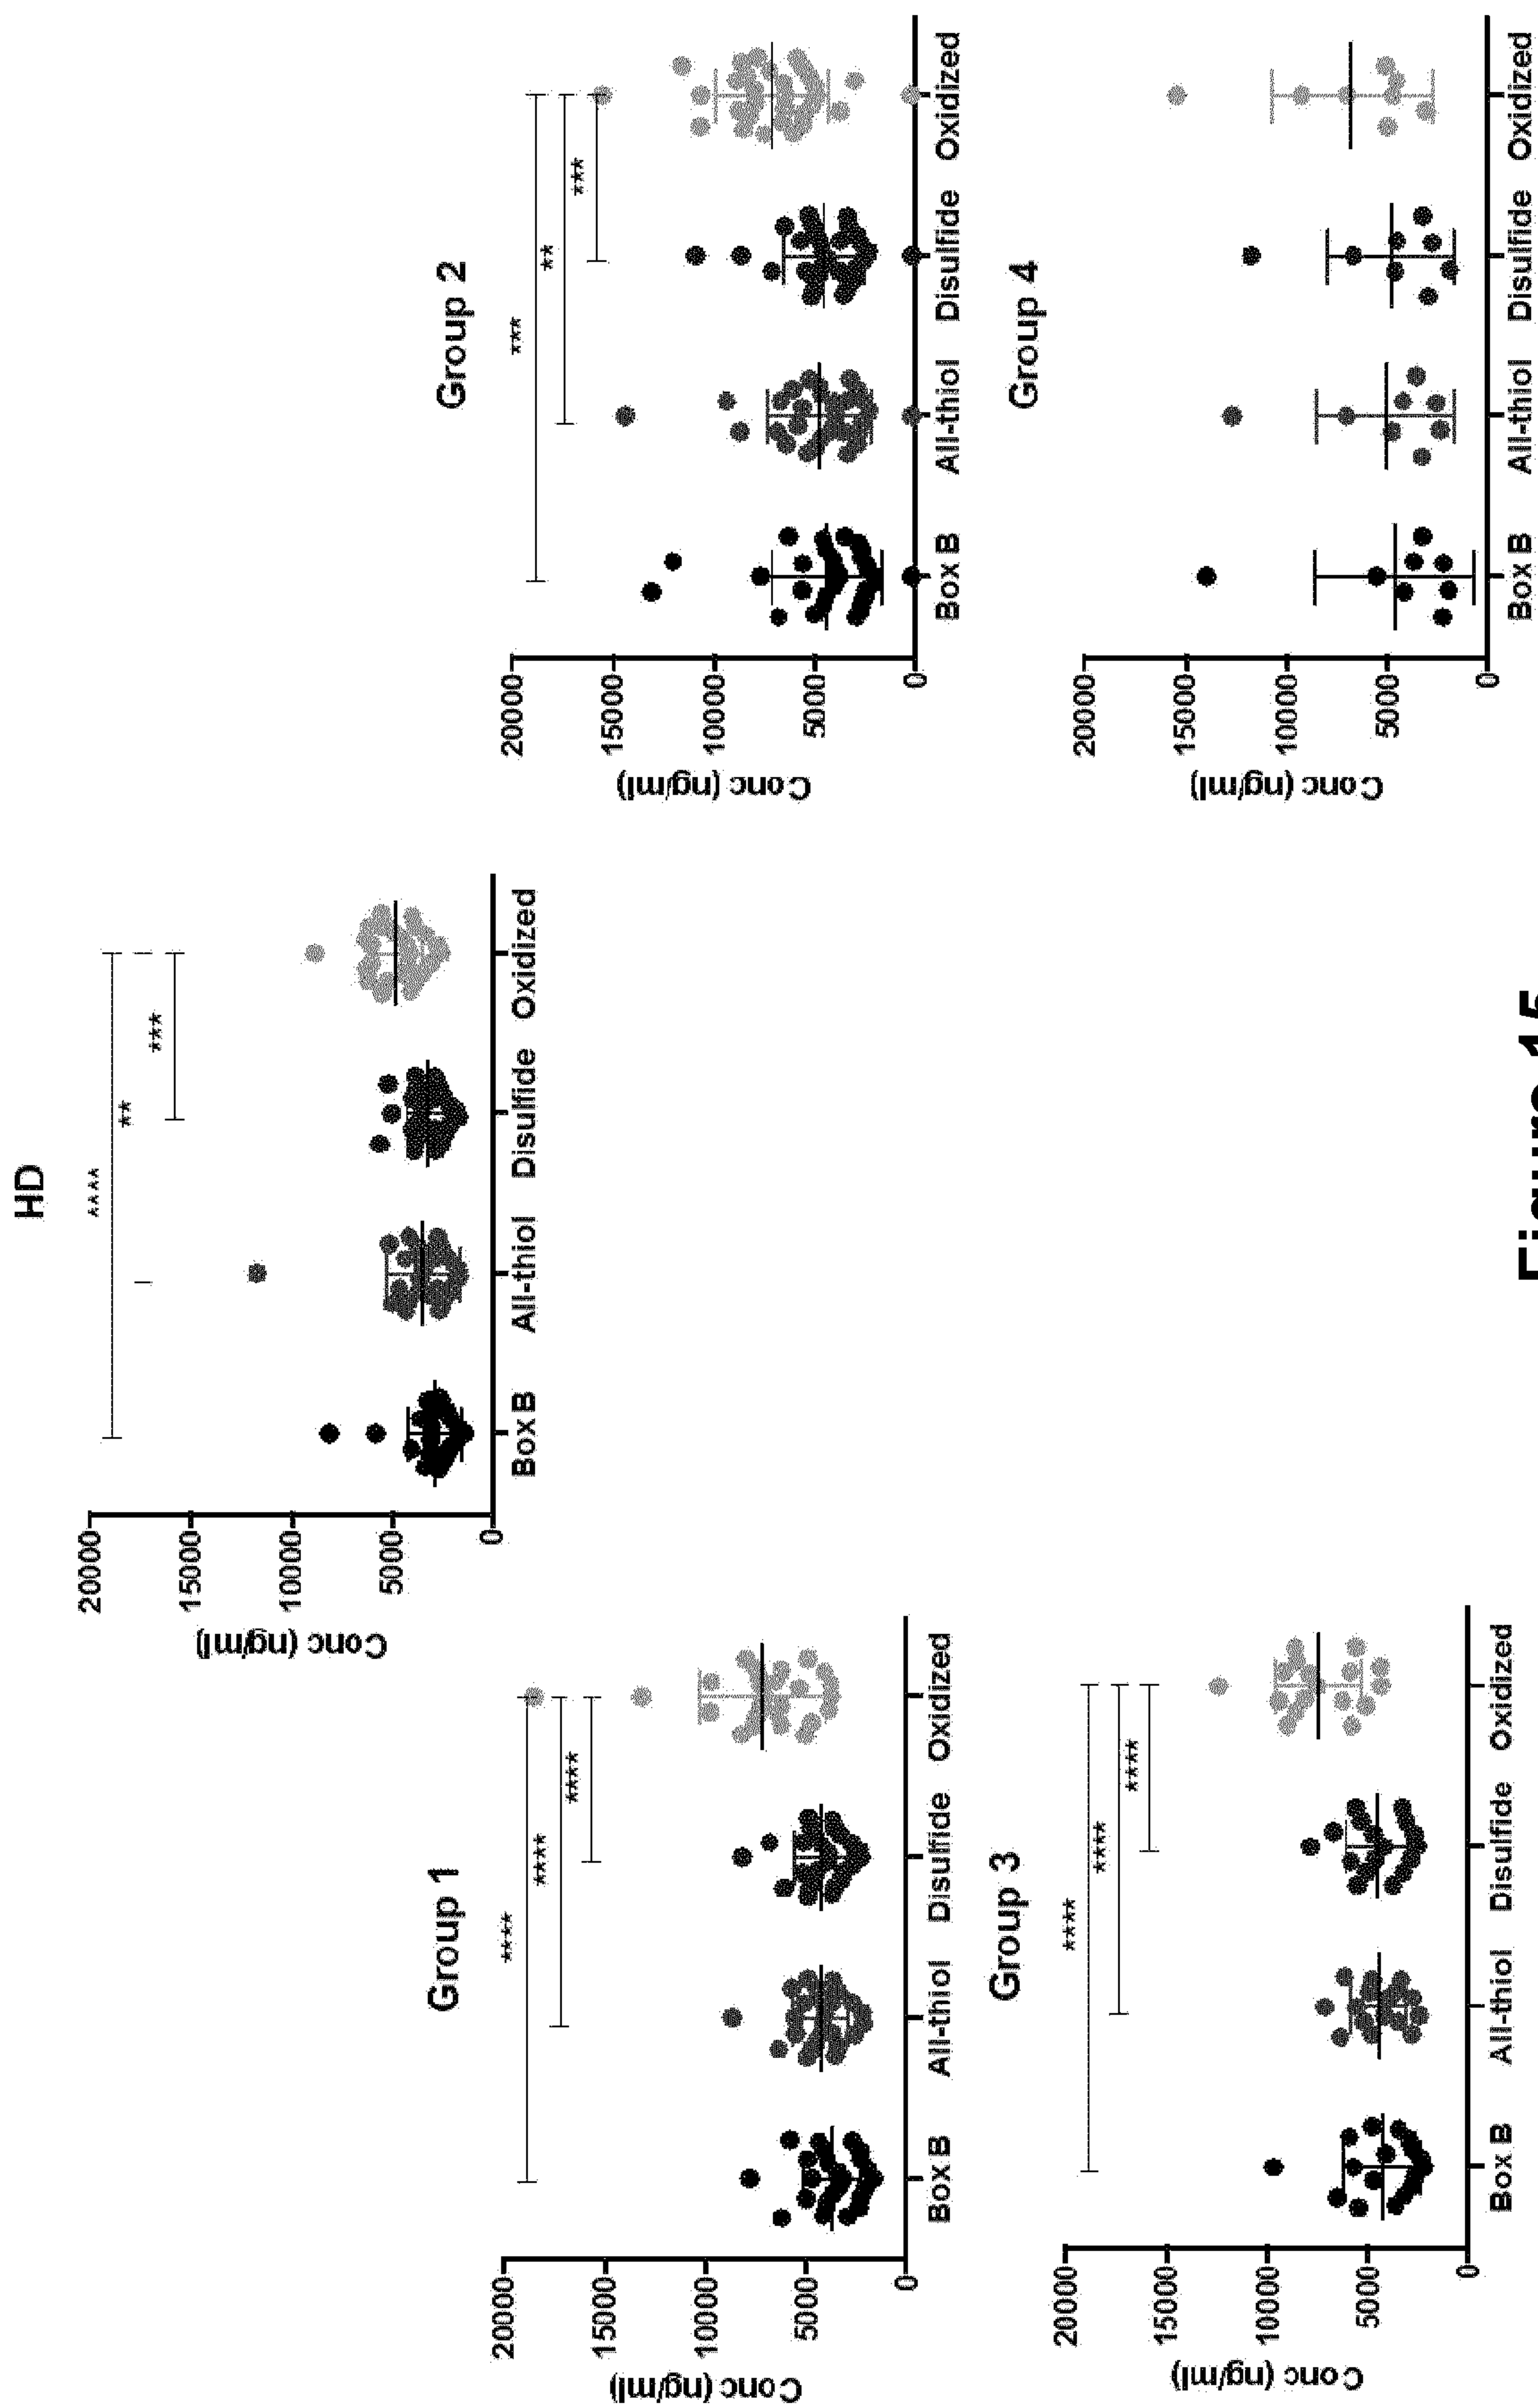 HD
****
**
***
20000
15000
10000
5000
0
Conc (ng/ml)
Box B
All-thiol
Disulfide
Oxidized
Group 1
****
****
****
20000
15000
10000
5000
0
Conc (ng/ml)
Box B
All-thiol
Disulfide
Oxidized
Group 2
***
**
***
20000
15000
10000
5000
0
Conc (ng/ml)
Box B
All-thiol
Disulfide
Oxidized
Group 3
****
****
****
20000
15000
10000
5000
0
Conc (ng/ml)
Box B
All-thiol
Disulfide
Oxidized
Group 4
20000
15000
10000
5000
0
Conc (ng/ml)
Box B
All-thiol
Disulfide
Oxidized
Figure 15